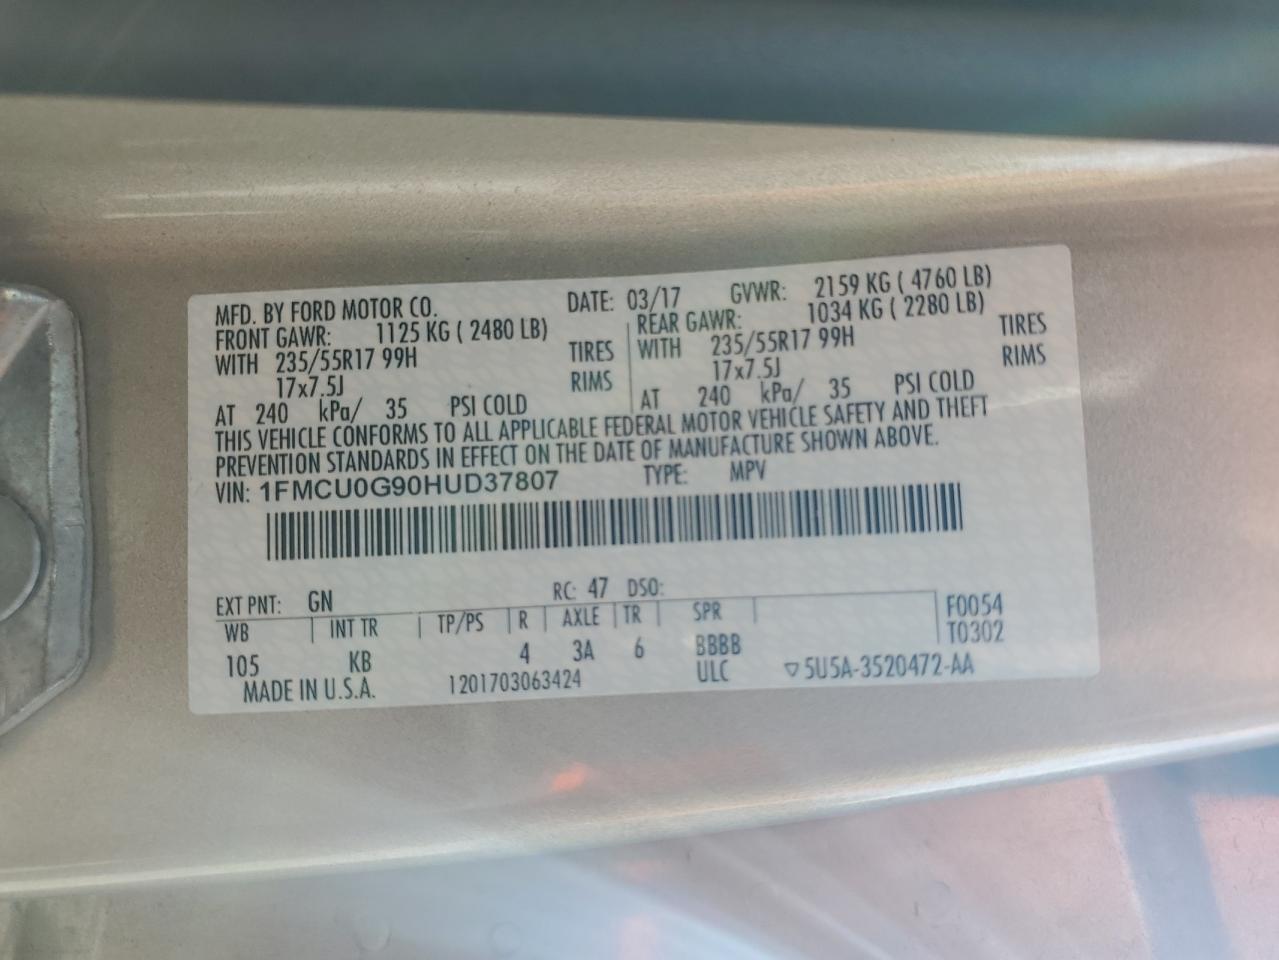 MFD. BY FORD MOTOR CO. DATE: 03/17 GVWR: 2159 KG ( 4760 LB)
FRONT GAWR: 1125 KG ( 2480 LB) REAR GAWR: 1034 KG ( 2280 LB)
WITH 235/55R17 99H TIRES WITH 235/55R17 99H TIRES
17x7.5J RIMS 17x7.5J RIMS
AT 240 kPa/ 35 PSI COLD AT 240 kPa/ 35 PSI COLD
THIS VEHICLE CONFORMS TO ALL APPLICABLE FEDERAL MOTOR VEHICLE SAFETY AND THEFT
PREVENTION STANDARDS IN EFFECT ON THE DATE OF MANUFACTURE SHOWN ABOVE.
VIN: 1FMCU0G90HUD37807 TYPE: MPV
EXT PNT: GN RC: 47 DSO:
WB INT TR TP/PS R AXLE TR SPR F0054
105 KB 4 3A 6 BBBB T0302
MADE IN U.S.A. 1201703063424 ULC ▽5U5A-3520472-AA